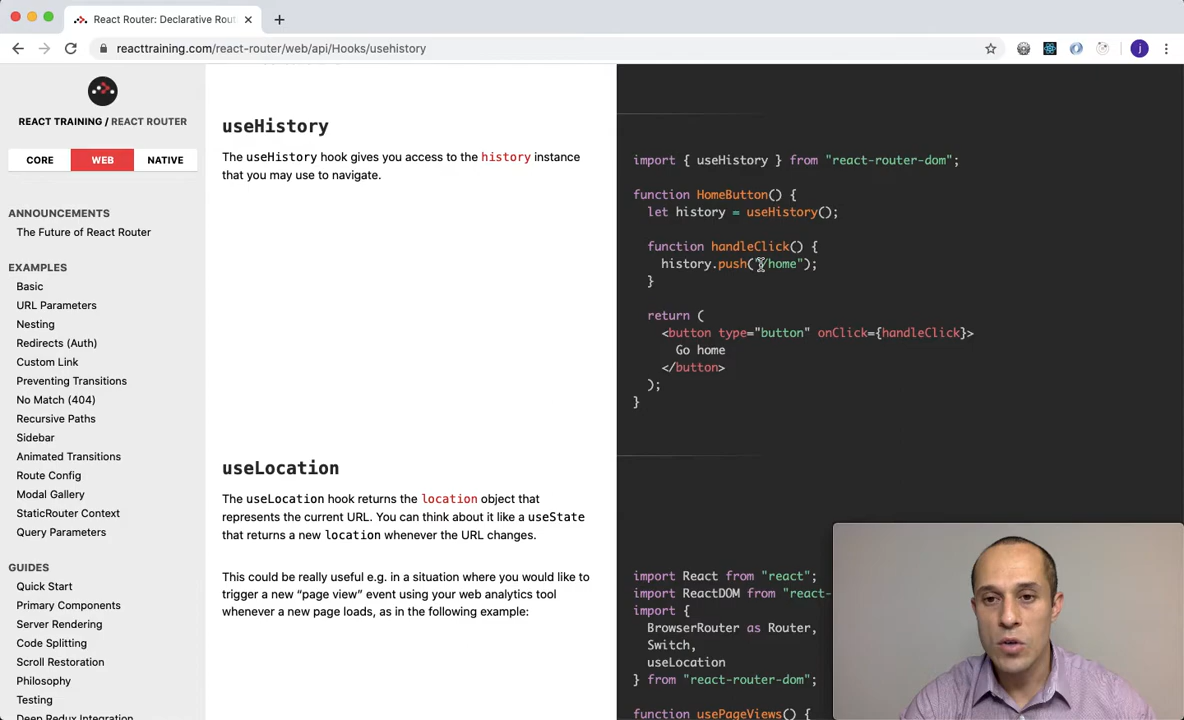 React Router: Declarative Rout
reacttraining.com/react-router/web/api/Hooks/usehistory
j
REACT TRAINING / REACT ROUTER
CORE
WEB
NATIVE
ANNOUNCEMENTS
The Future of React Router
EXAMPLES
Basic
URL Parameters
Nesting
Redirects (Auth)
Custom Link
Preventing Transitions
No Match (404)
Recursive Paths
Sidebar
Animated Transitions
Route Config
Modal Gallery
StaticRouter Context
Query Parameters
GUIDES
Quick Start
Primary Components
Server Rendering
Code Splitting
Scroll Restoration
Philosophy
Testing
Deep Redux Integration
useHistory
The useHistory hook gives you access to the history instance
that you may use to navigate.
useLocation
The useLocation hook returns the location object that
represents the current URL. You can think about it like a useState
that returns a new location whenever the URL changes.
This could be really useful e.g. in a situation where you would like to
trigger a new “page view” event using your web analytics tool
whenever a new page loads, as in the following example:
import { useHistory } from "react-router-dom";
function HomeButton() {
let history = useHistory();
function handleClick() {
history.push("/home");
}
return (
<button type="button" onClick={handleClick}>
Go home
</button>
);
}
import React from "react";
import ReactDOM from "react-
import {
BrowserRouter as Router,
Switch,
useLocation
} from "react-router-dom";
function usePageViews() {